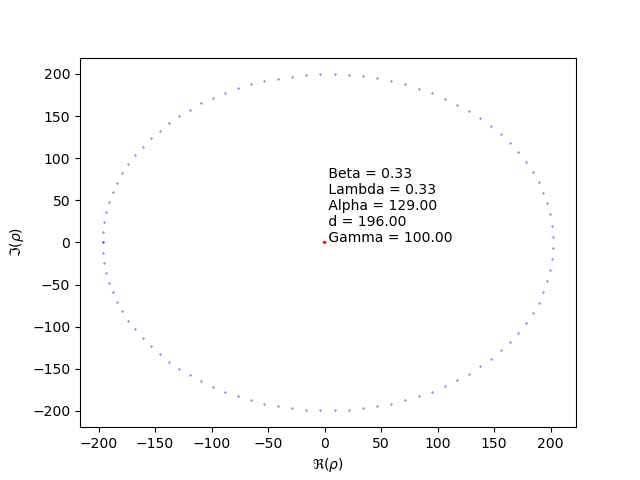 200
150
100
50
0
−50
−100
−150
−200
ℑ(ρ)
Beta = 0.33
Lambda = 0.33
Alpha = 129.00
d = 196.00
Gamma = 100.00
−200 −150 −100 −50 0 50 100 150 200
ℜ(ρ)